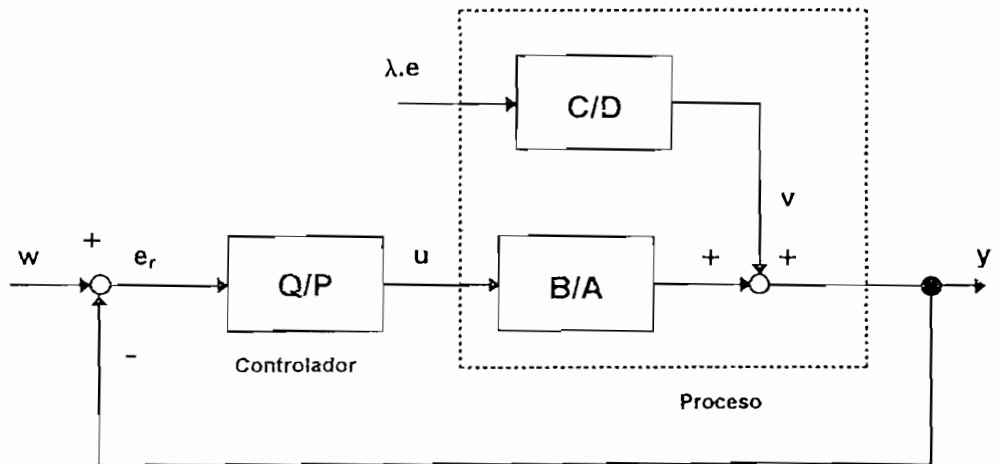 λ.e
C/D
v
w
+
e_r
Q/P
u
B/A
+
+
y
-
Controlador
Proceso